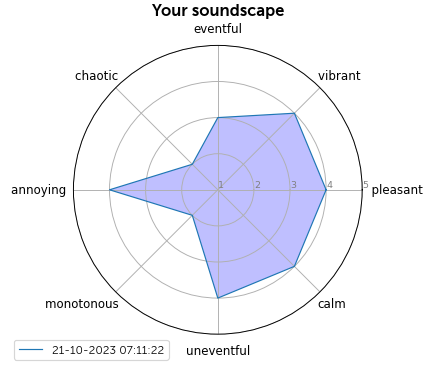 Your soundscape
eventful
chaotic
vibrant
annoying
1 2 3 4 5
pleasant
monotonous
calm
uneventful
21-10-2023 07:11:22